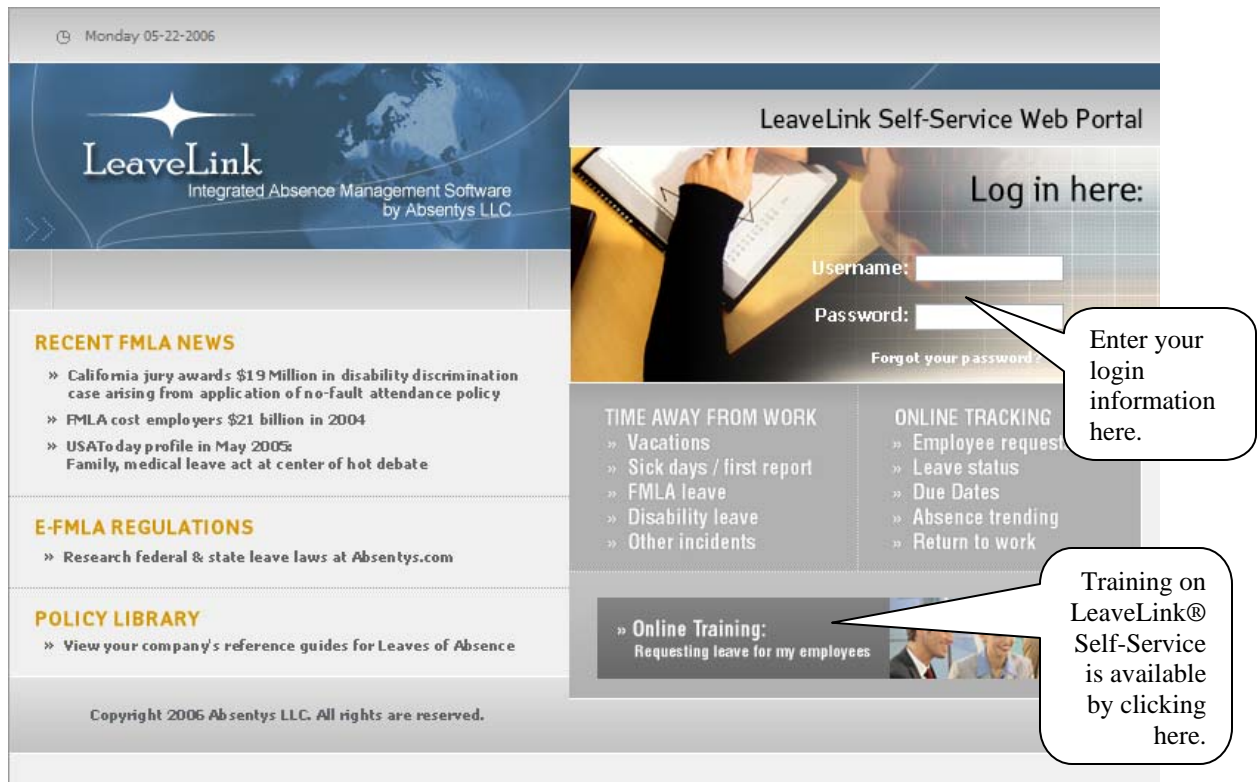 Monday 05-22-2006
LeaveLink
Integrated Absence Management Software
by Absentys LLC
LeaveLink Self-Service Web Portal
Log in here:
Username:
Password:
Forgot your password?
Enter your
login
information
here.
RECENT FMLA NEWS
» California jury awards $19 Million in disability discrimination
case arising from application of no-fault attendance policy
» FMLA cost employers $21 billion in 2004
» USAToday profile in May 2005:
Family, medical leave act at center of hot debate
E-FMLA REGULATIONS
» Research federal & state leave laws at Absentys.com
POLICY LIBRARY
» View your company's reference guides for Leaves of Absence
TIME AWAY FROM WORK
» Vacations
» Sick days / first report
» FMLA leave
» Disability leave
» Other incidents
ONLINE TRACKING
» Employee request
» Leave status
» Due Dates
» Absence trending
» Return to work
» Online Training:
Requesting leave for my employees
Training on
LeaveLink®
Self-Service
is available
by clicking
here.
Copyright 2006 Absentys LLC. All rights are reserved.